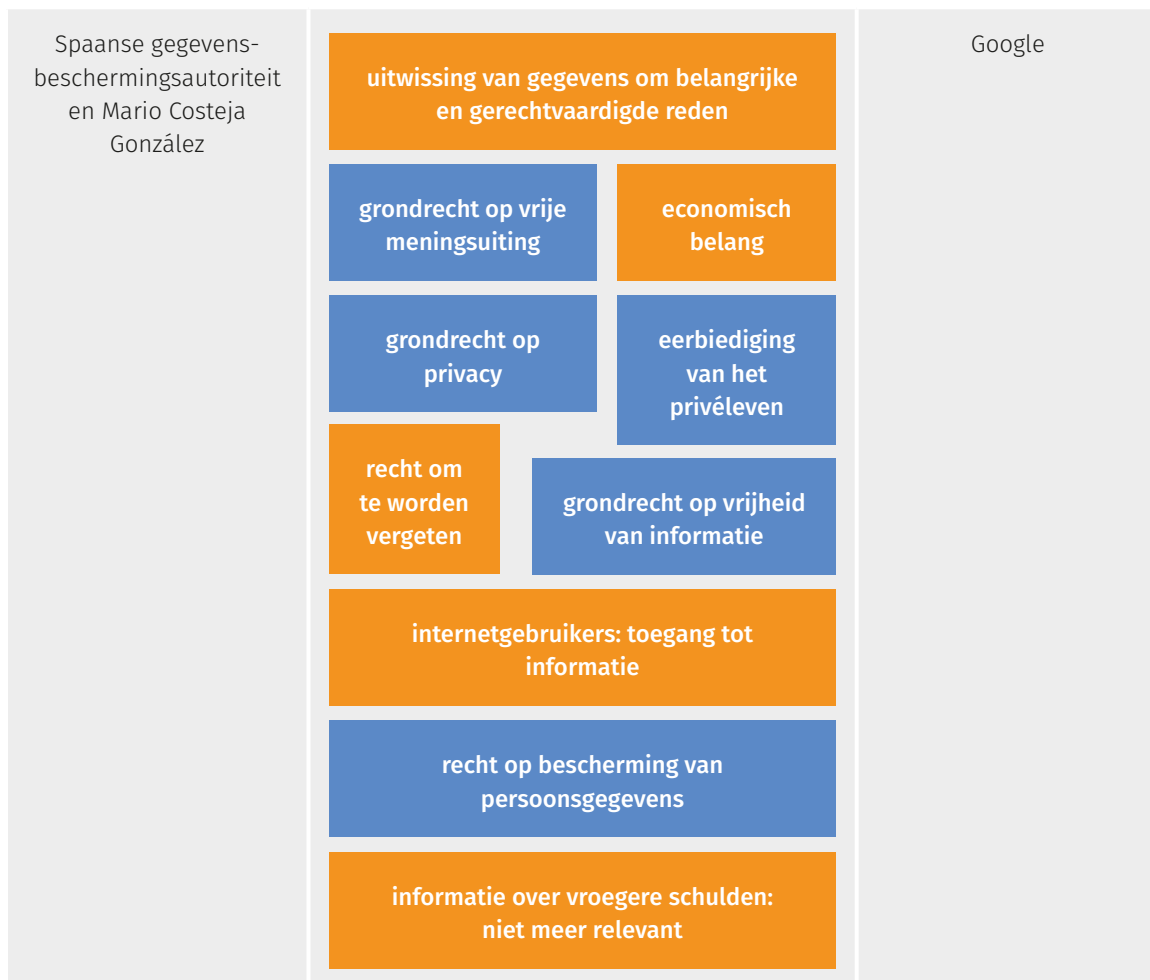 Spaanse gegevens-
beschermingsautoriteit
en Mario Costeja
González
uitwissing van gegevens om belangrijke
en gerechtvaardigde reden
grondrecht op vrije
meningsuiting
economisch
belang
grondrecht op
privacy
eerbiediging
van het
privéleven
recht om
te worden
vergeten
grondrecht op vrijheid
van informatie
internetgebruikers: toegang tot
informatie
recht op bescherming van
persoonsgegevens
informatie over vroegere schulden:
niet meer relevant
Google